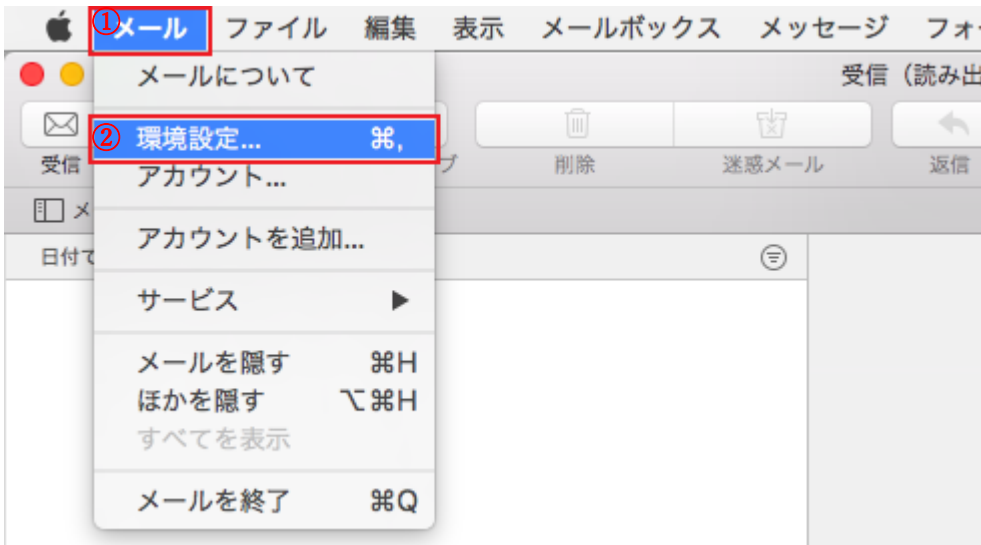 ①メール ファイル 編集 表示 メールボックス メッセージ フォ
メールについて 受信（読み出
②環境設定... ⌘,
受信 ブ 削除 迷惑メール 返信
アカウント...
メ
アカウントを追加...
日付で
サービス ▶
メールを隠す ⌘H
ほかを隠す ⌥⌘H
すべてを表示
メールを終了 ⌘Q